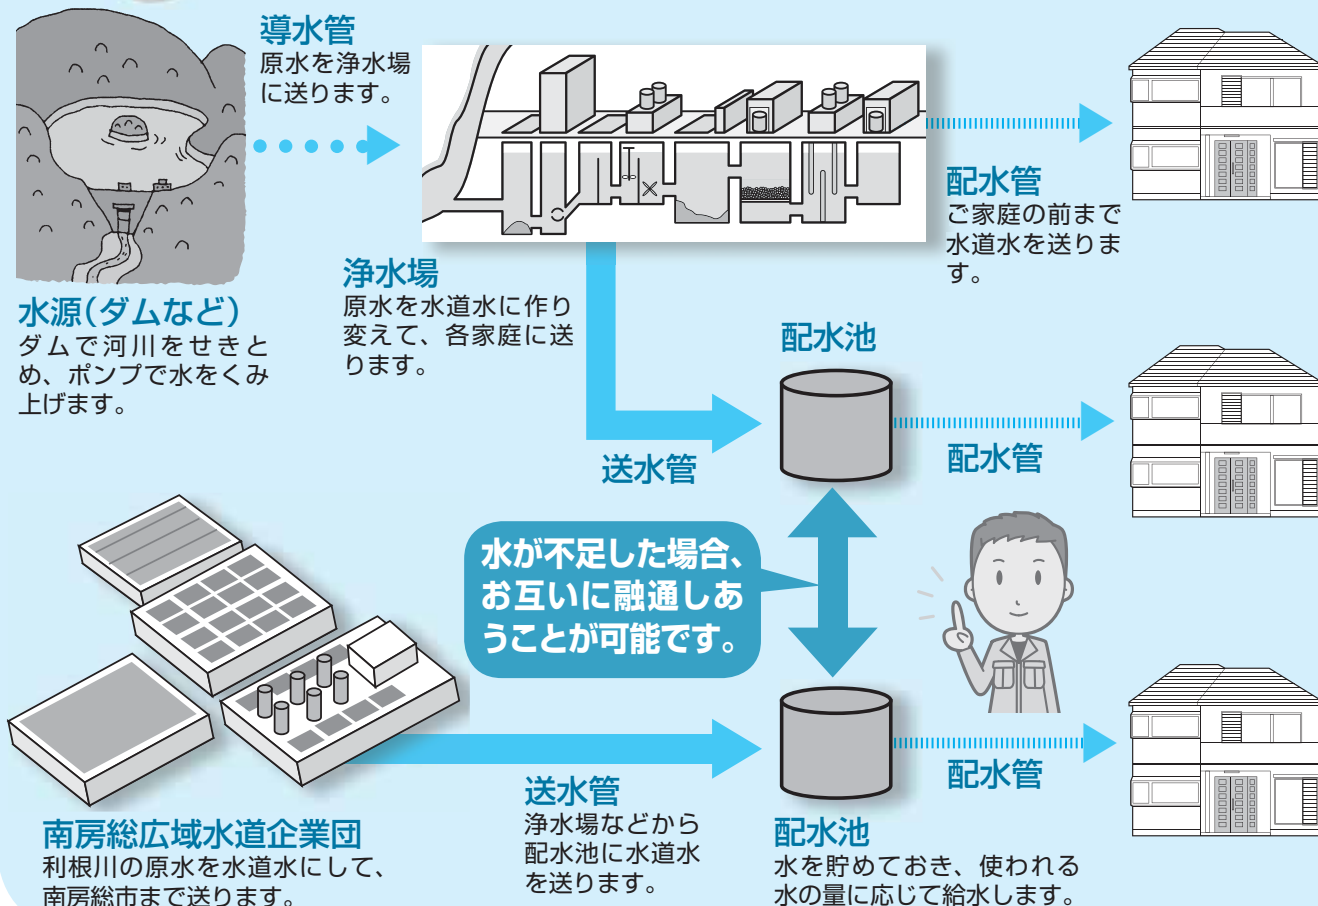 導水管
原水を浄水場
に送ります。
水源(ダムなど)
ダムで河川をせきと
め、ポンプで水をくみ
上げます。
浄水場
原水を水道水に作り
変えて、各家庭に送
ります。
配水管
ご家庭の前まで
水道水を送りま
す。
配水池
送水管
配水管
水が不足した場合、
お互いに融通しあ
うことが可能です。
南房総広域水道企業団
利根川の原水を水道水にして、
南房総市まで送ります。
送水管
浄水場などから
配水池に水道水
を送ります。
配水池
水を貯めておき、使われる
水の量に応じて給水します。
配水管